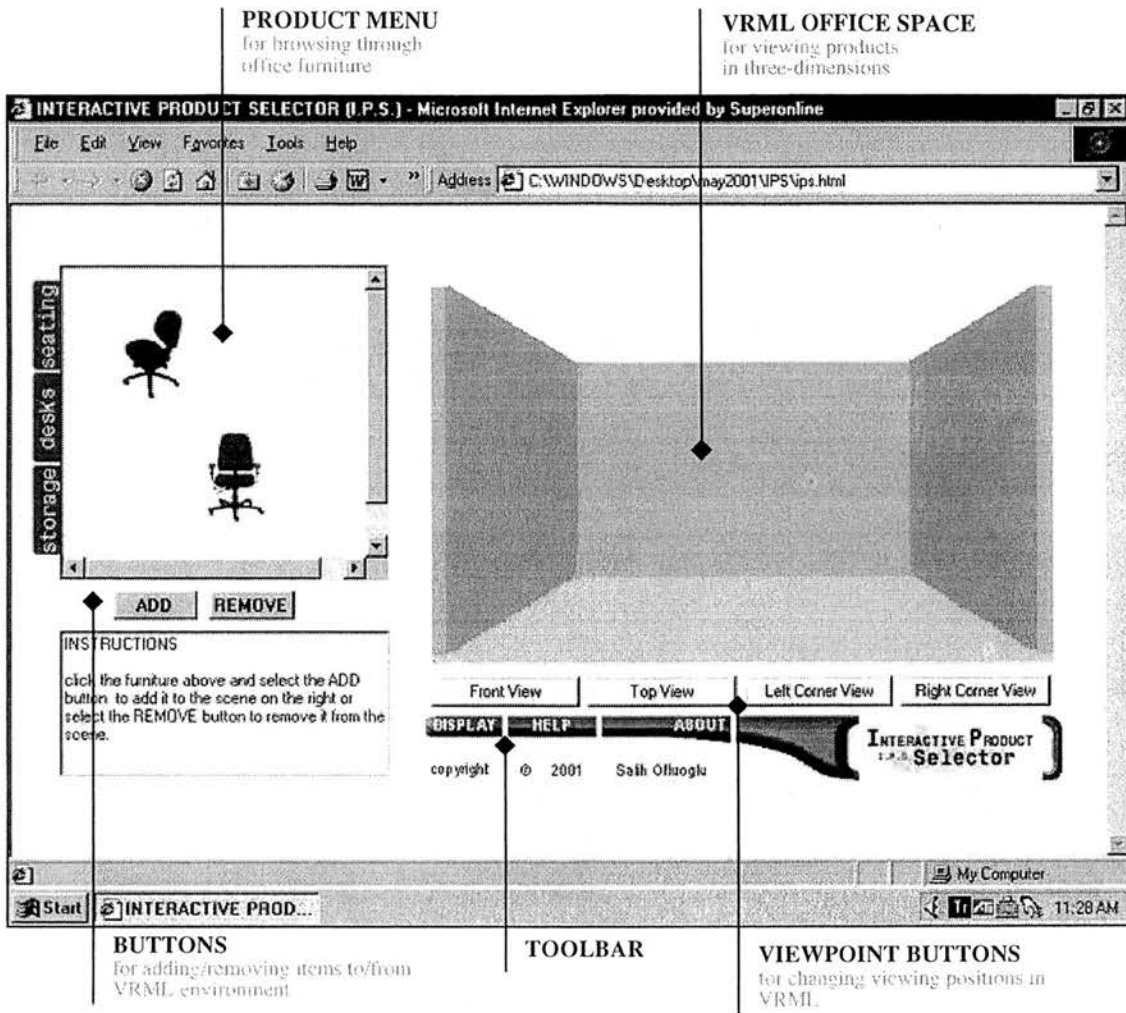 PRODUCT MENU
for browsing through
office furniture
VRML OFFICE SPACE
for viewing products
in three-dimensions
INTERACTIVE PRODUCT SELECTOR (I.P.S.) - Microsoft Internet Explorer provided by Superonline
File Edit View Favorites Tools Help
W » Address C:\WINDOWS\Desktop\may2001\IPS\ips.html
seating
desks
storage
ADD REMOVE
INSTRUCTIONS
click the furniture above and select the ADD
button to add it to the scene on the right or
select the REMOVE button to remove it from the
scene.
Front View Top View Left Corner View Right Corner View
DISPLAY HELP ABOUT
INTERACTIVE PRODUCT
I.P.S. Selector
copyright © 2001 Salih Ofluoglu
My Computer
Start INTERACTIVE PROD... Tr 11:28 AM
BUTTONS
for adding/removing items to/from
VRML environment
TOOLBAR
VIEWPOINT BUTTONS
for changing viewing positions in
VRML